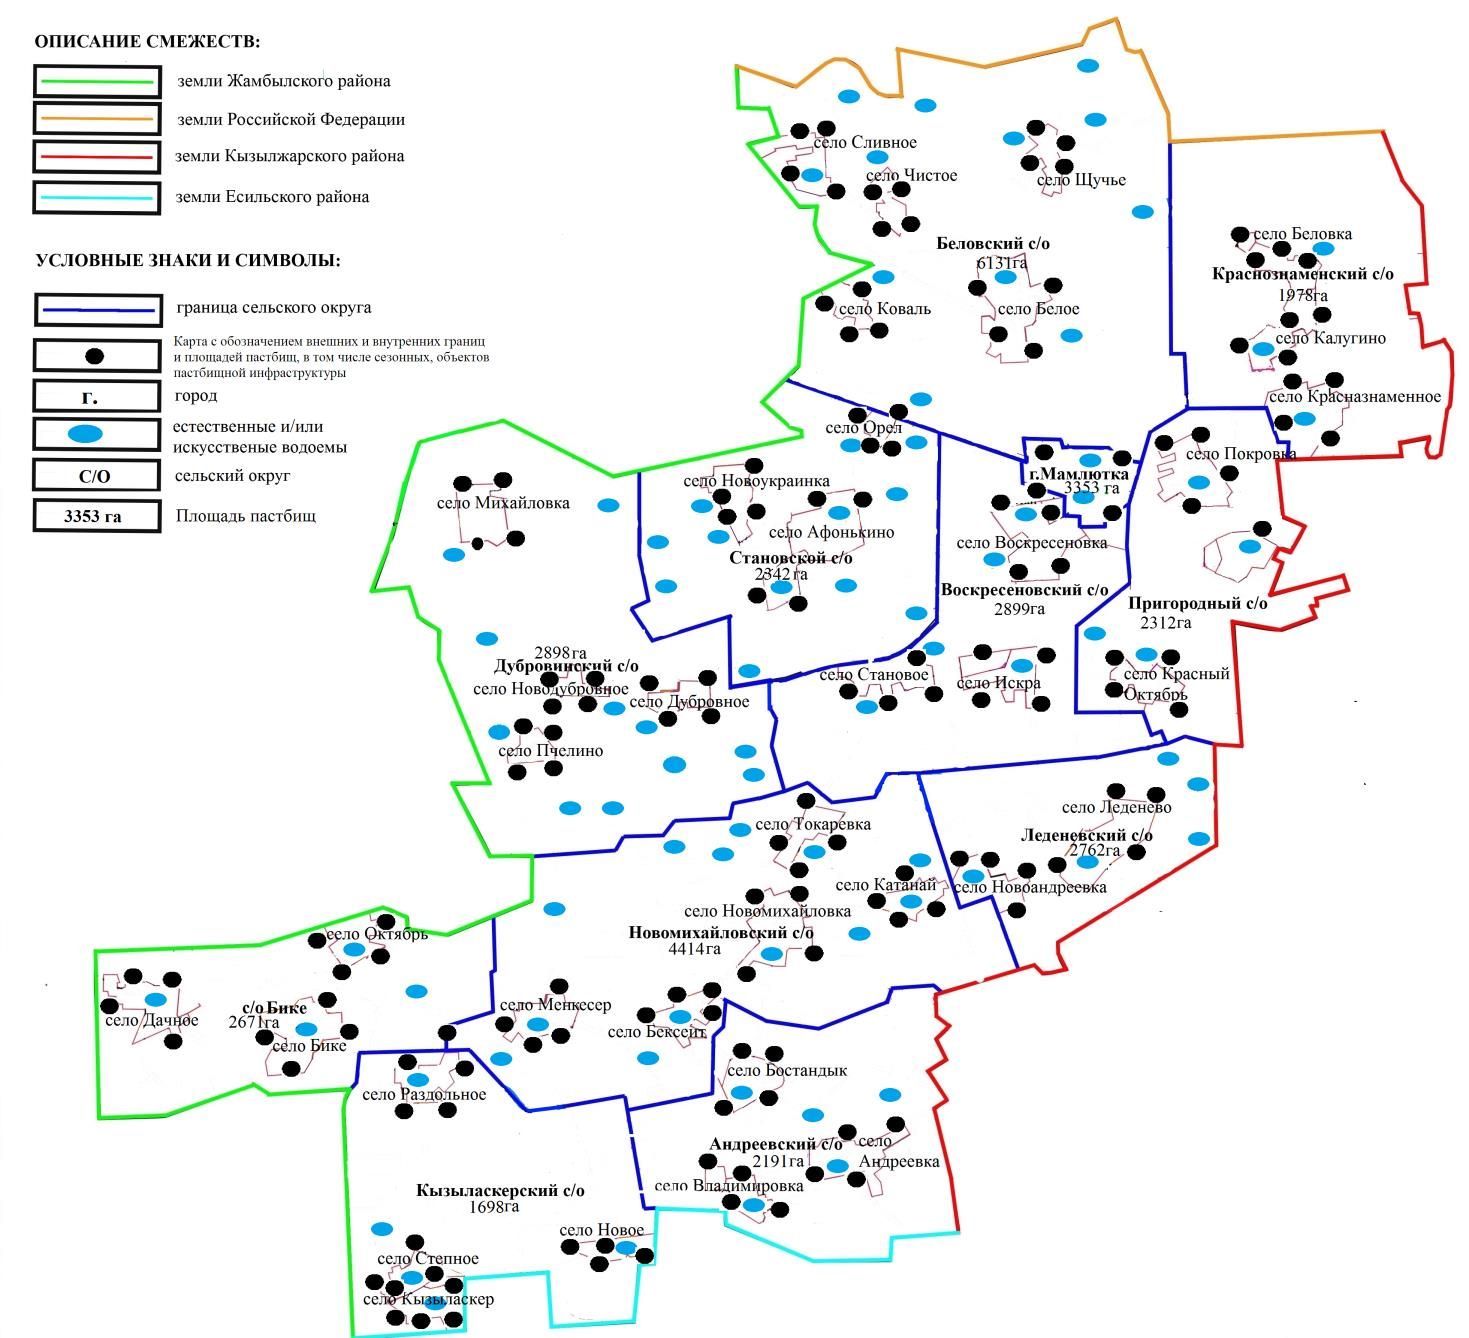 ОПИСАНИЕ СМЕЖЕСТВ:
земли Жамбылского района
земли Российской Федерации
земли Кызылжарского района
земли Есильского района
УСЛОВНЫЕ ЗНАКИ И СИМВОЛЫ:
граница сельского округа
Карта с обозначением внешних и внутренних границ
и площадей пастбищ, в том числе сезонных, объектов
пастбищной инфраструктуры
г.
город
естественные и/или
искусственные водоемы
С/О
сельский округ
3353 га
Площадь пастбищ
село Сливное
село Чистое
село Щучье
Беловский с/о
6131га
село Коваль
село Белое
село Беловка
Краснознаменский с/о
1978га
село Калугино
село Красназнаменное
село Орел
село Покровка
г.Мамлютка
3353 га
село Михайловка
село Новоукраинка
село Афонькино
Становской с/о
2342га
село Воскресеновка
Воскресеновский с/о
2899га
Пригородный с/о
2312га
2898га
Дубровинский с/о
село Новодубровное
село Дубровное
село Пчелино
село Становое
село Искра
село Красный
Октябрь
село Токаревка
село Леденево
Леденевский с/о
2762га
село Катанай
село Новоандреевка
село Новомихайловка
Новомихайловский с/о
4414га
село Октябрь
с/о Бике
2671га
село Дачное
село Бике
село Менкесер
село Бексеит
село Раздольное
село Бостандык
Андреевский с/о
2191га
село
Андреевка
село Владимировка
Кызыласкерский с/о
1698га
село Новое
село Степное
село Кызыласкер